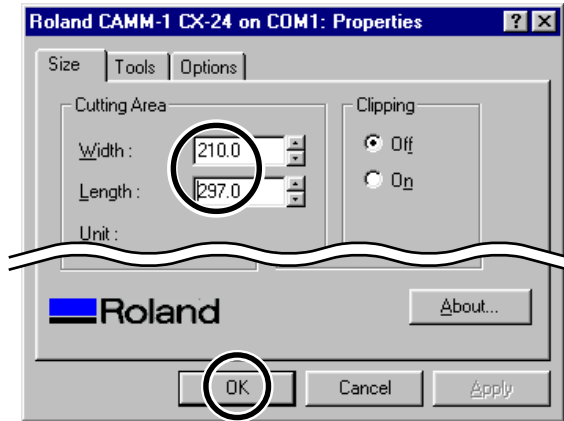 Roland CAMM-1 CX-24 on COM1: Properties
Size Tools Options
Cutting Area
Clipping
Width : 210.0
Off
Length : 297.0
On
Unit :
Roland
About...
OK Cancel Apply